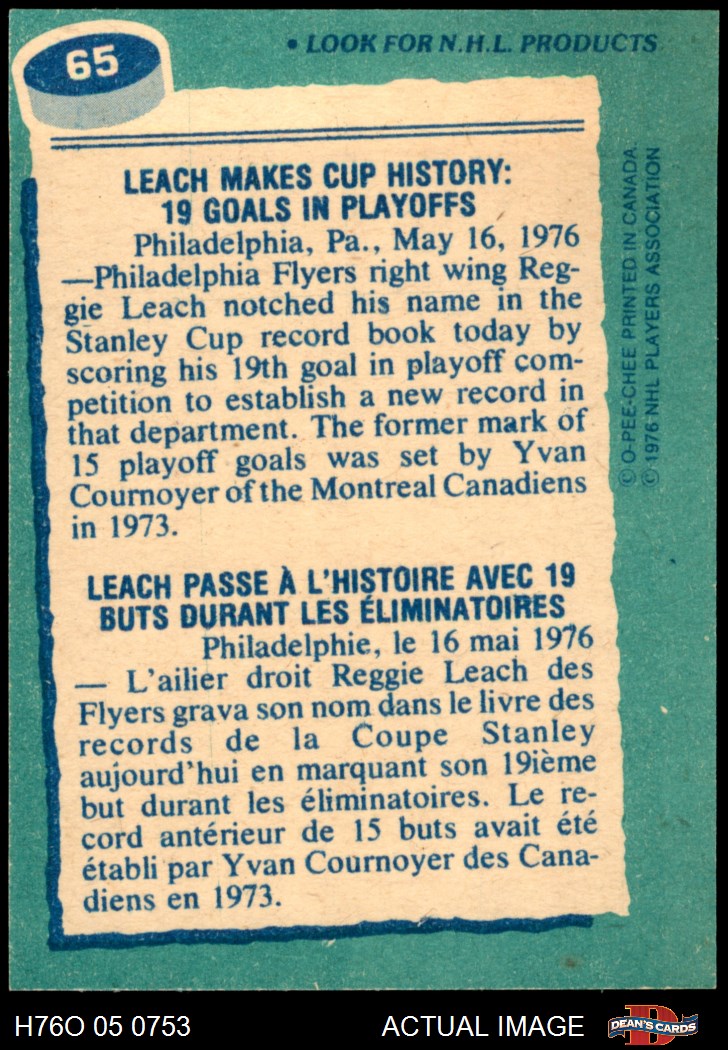 65
• LOOK FOR N.H.L. PRODUCTS
LEACH MAKES CUP HISTORY:
19 GOALS IN PLAYOFFS
Philadelphia, Pa., May 16, 1976
—Philadelphia Flyers right wing Reg-
gie Leach notched his name in the
Stanley Cup record book today by
scoring his 19th goal in playoff com-
petition to establish a new record in
that department. The former mark of
15 playoff goals was set by Yvan
Cournoyer of the Montreal Canadiens
in 1973.
LEACH PASSE À L'HISTOIRE AVEC 19
BUTS DURANT LES ÉLIMINATOIRES
Philadelphie, le 16 mai 1976
— L'ailier droit Reggie Leach des
Flyers grava son nom dans le livre des
records de la Coupe Stanley
aujourd'hui en marquant son 19ième
but durant les éliminatoires. Le re-
cord antérieur de 15 buts avait été
établi par Yvan Cournoyer des Cana-
diens en 1973.
© O-PEE-CHEE PRINTED IN CANADA
© 1976 NHL PLAYERS ASSOCIATION
H76O 05 0753
ACTUAL IMAGE
D
DEAN'S CARDS